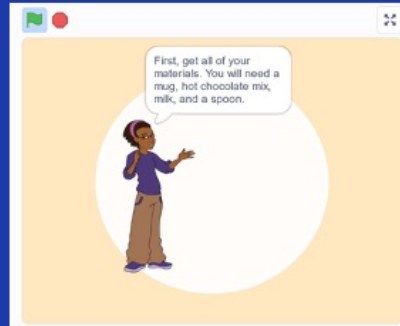 First, get all of your
materials. You will need a
mug, hot chocolate mix,
milk, and a spoon.